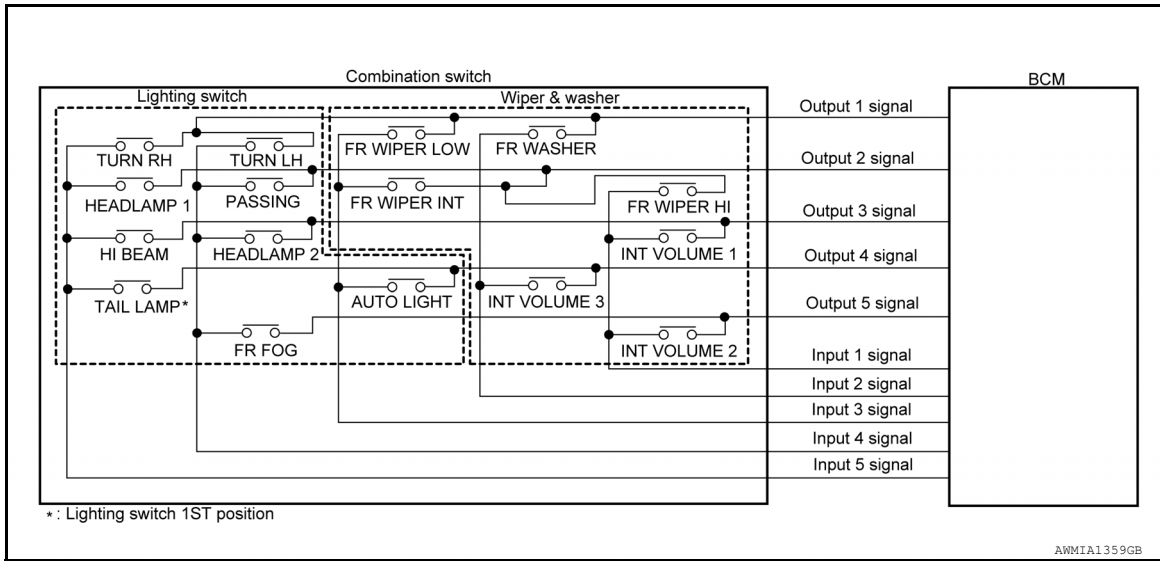 Combination switch
BCM
Lighting switch
Wiper & washer
Output 1 signal
TURN RH
TURN LH
FR WIPER LOW
FR WASHER
Output 2 signal
HEADLAMP 1
PASSING
FR WIPER INT
FR WIPER HI
Output 3 signal
HI BEAM
HEADLAMP 2
INT VOLUME 1
Output 4 signal
TAIL LAMP*
AUTO LIGHT
INT VOLUME 3
Output 5 signal
FR FOG
INT VOLUME 2
Input 1 signal
Input 2 signal
Input 3 signal
Input 4 signal
Input 5 signal
* : Lighting switch 1ST position
AWMIA1359GB